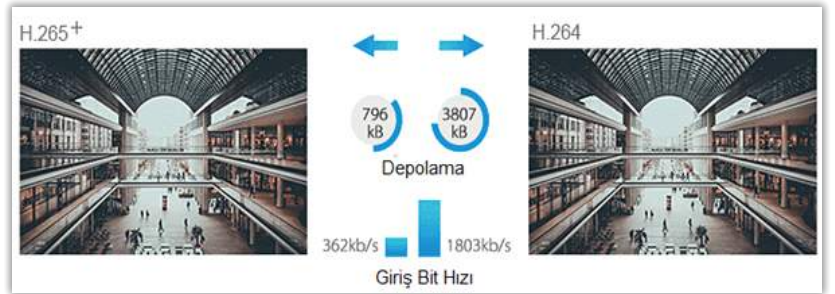 H.265+
H.264
796
kB
3807
kB
Depolama
362kb/s
1803kb/s
Giriş Bit Hızı